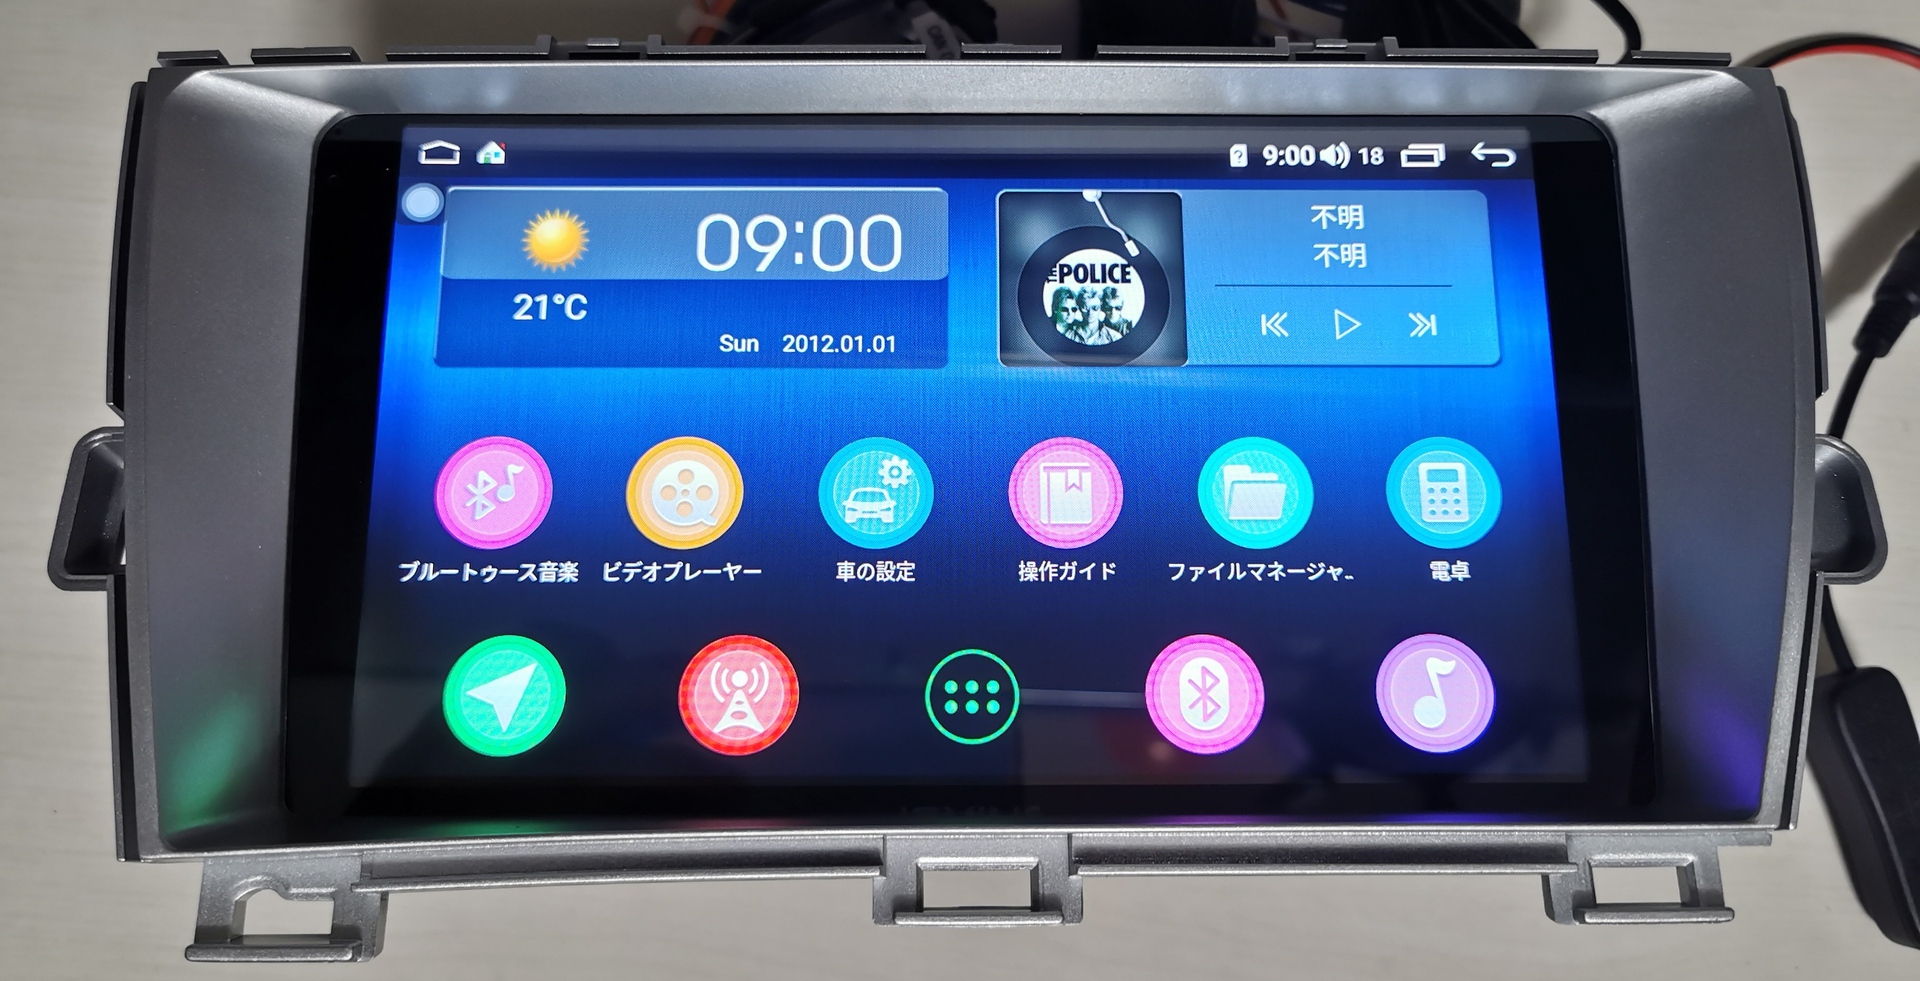 9:00 18
09:00
21°C
Sun 2012.01.01
THE POLICE
不明
不明
ブルートゥース音楽 ビデオプレーヤー 車の設定 操作ガイド ファイルマネージャ.. 電卓